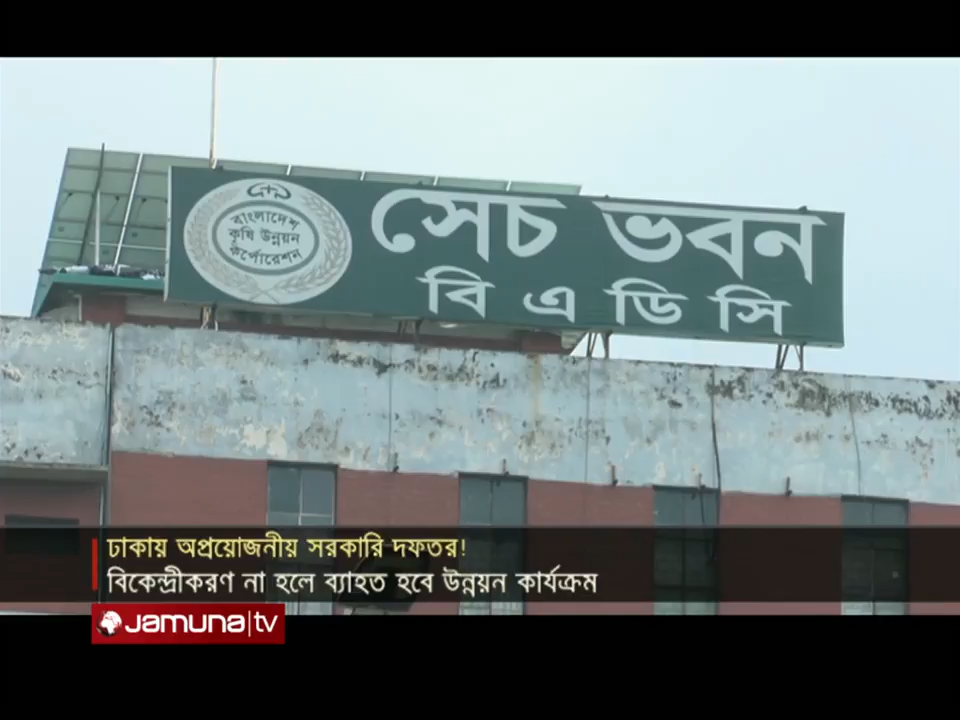 বাংলাদেশ
কৃষি উন্নয়ন
কর্পোরেশন
সেচ ভবন
বি এ ডি সি
ঢাকায় অপ্রয়োজনীয় সরকারি দফতর!
বিকেন্দ্রীকরণ না হলে ব্যাহত হবে উন্নয়ন কার্যক্রম
Jamuna|tv